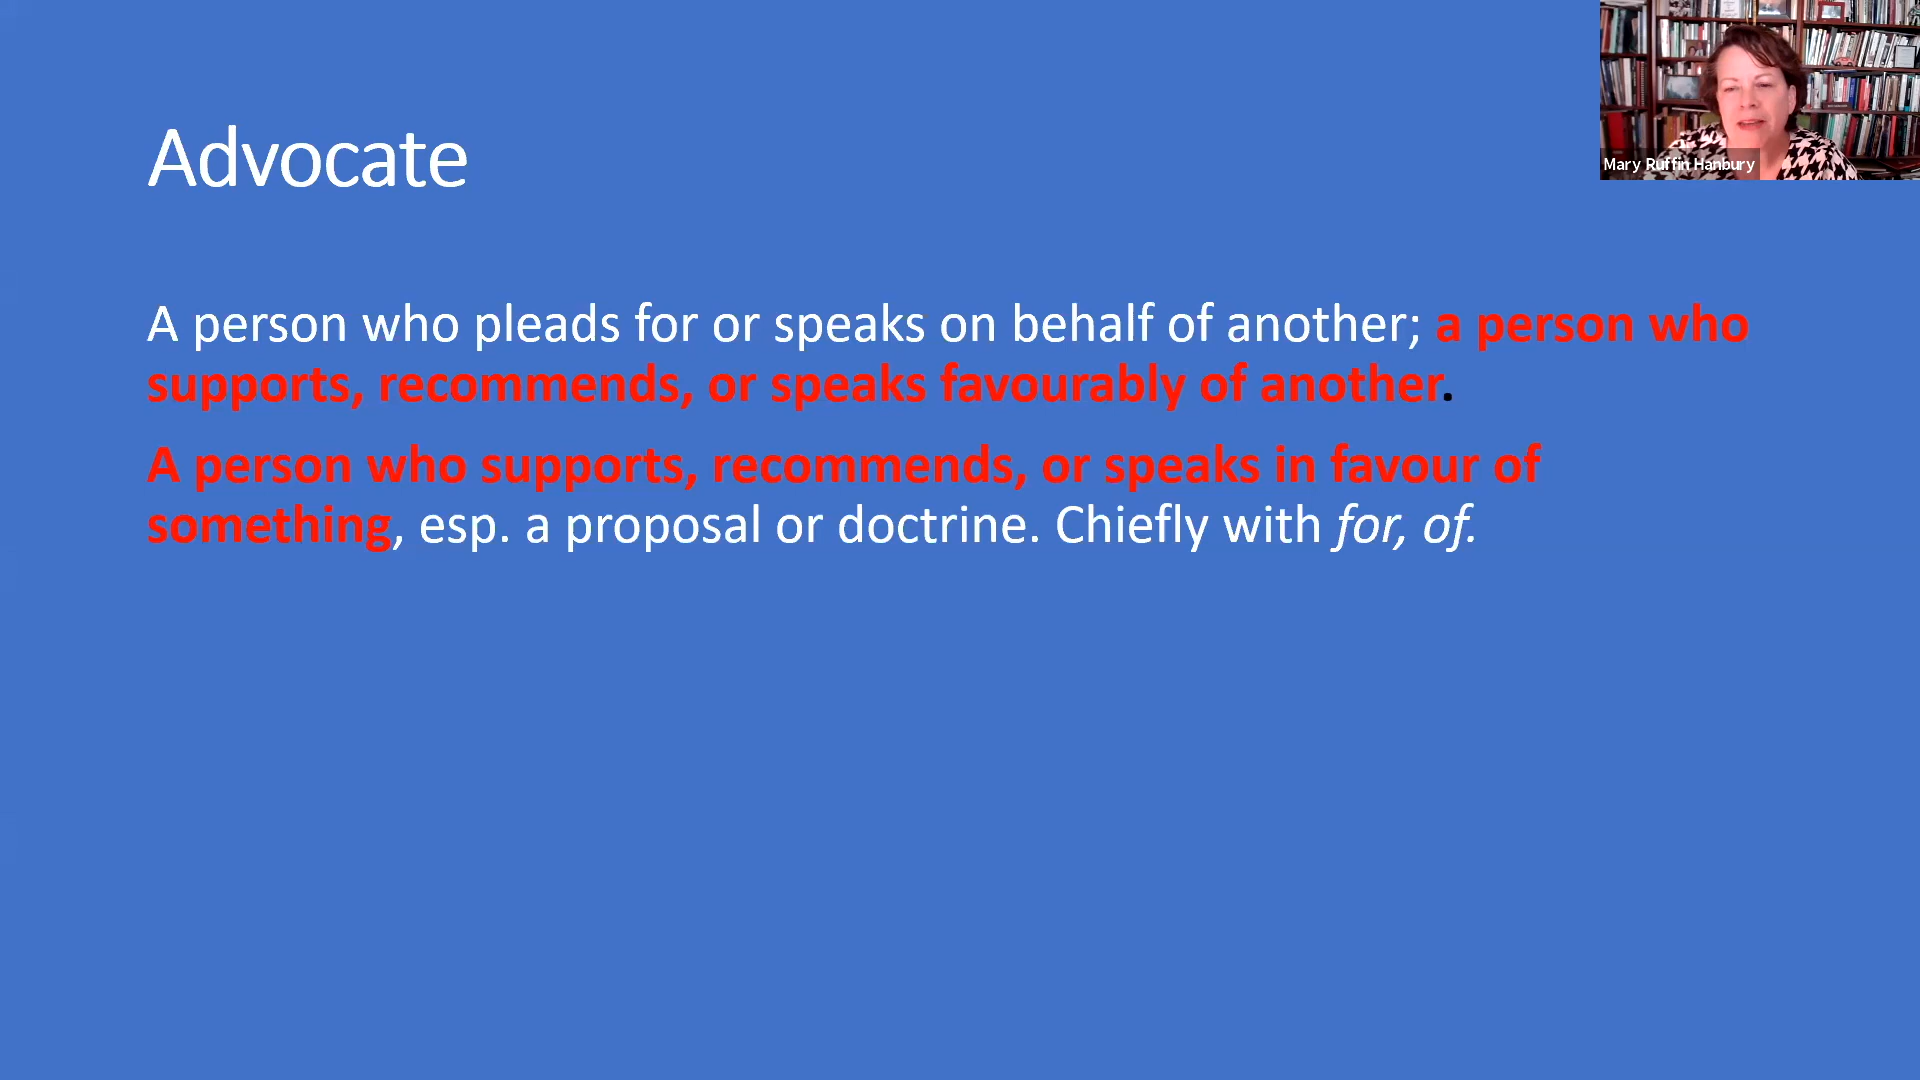 Advocate
Mary Ruffin Hanbury
A person who pleads for or speaks on behalf of another; a person who
supports, recommends, or speaks favourably of another.
A person who supports, recommends, or speaks in favour of
something, esp. a proposal or doctrine. Chiefly with for, of.